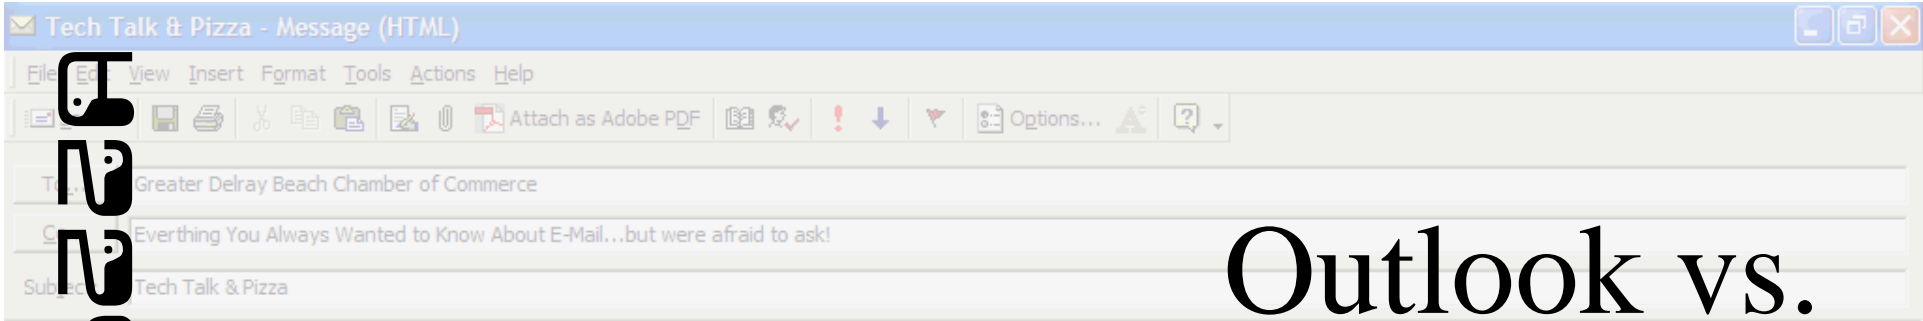 Tech Talk & Pizza - Message (HTML)
File Edit View Insert Format Tools Actions Help
Attach as Adobe PDF Options...
To... Greater Delray Beach Chamber of Commerce
Everthing You Always Wanted to Know About E-Mail...but were afraid to ask!
Subject: Tech Talk & Pizza
Outlook vs.